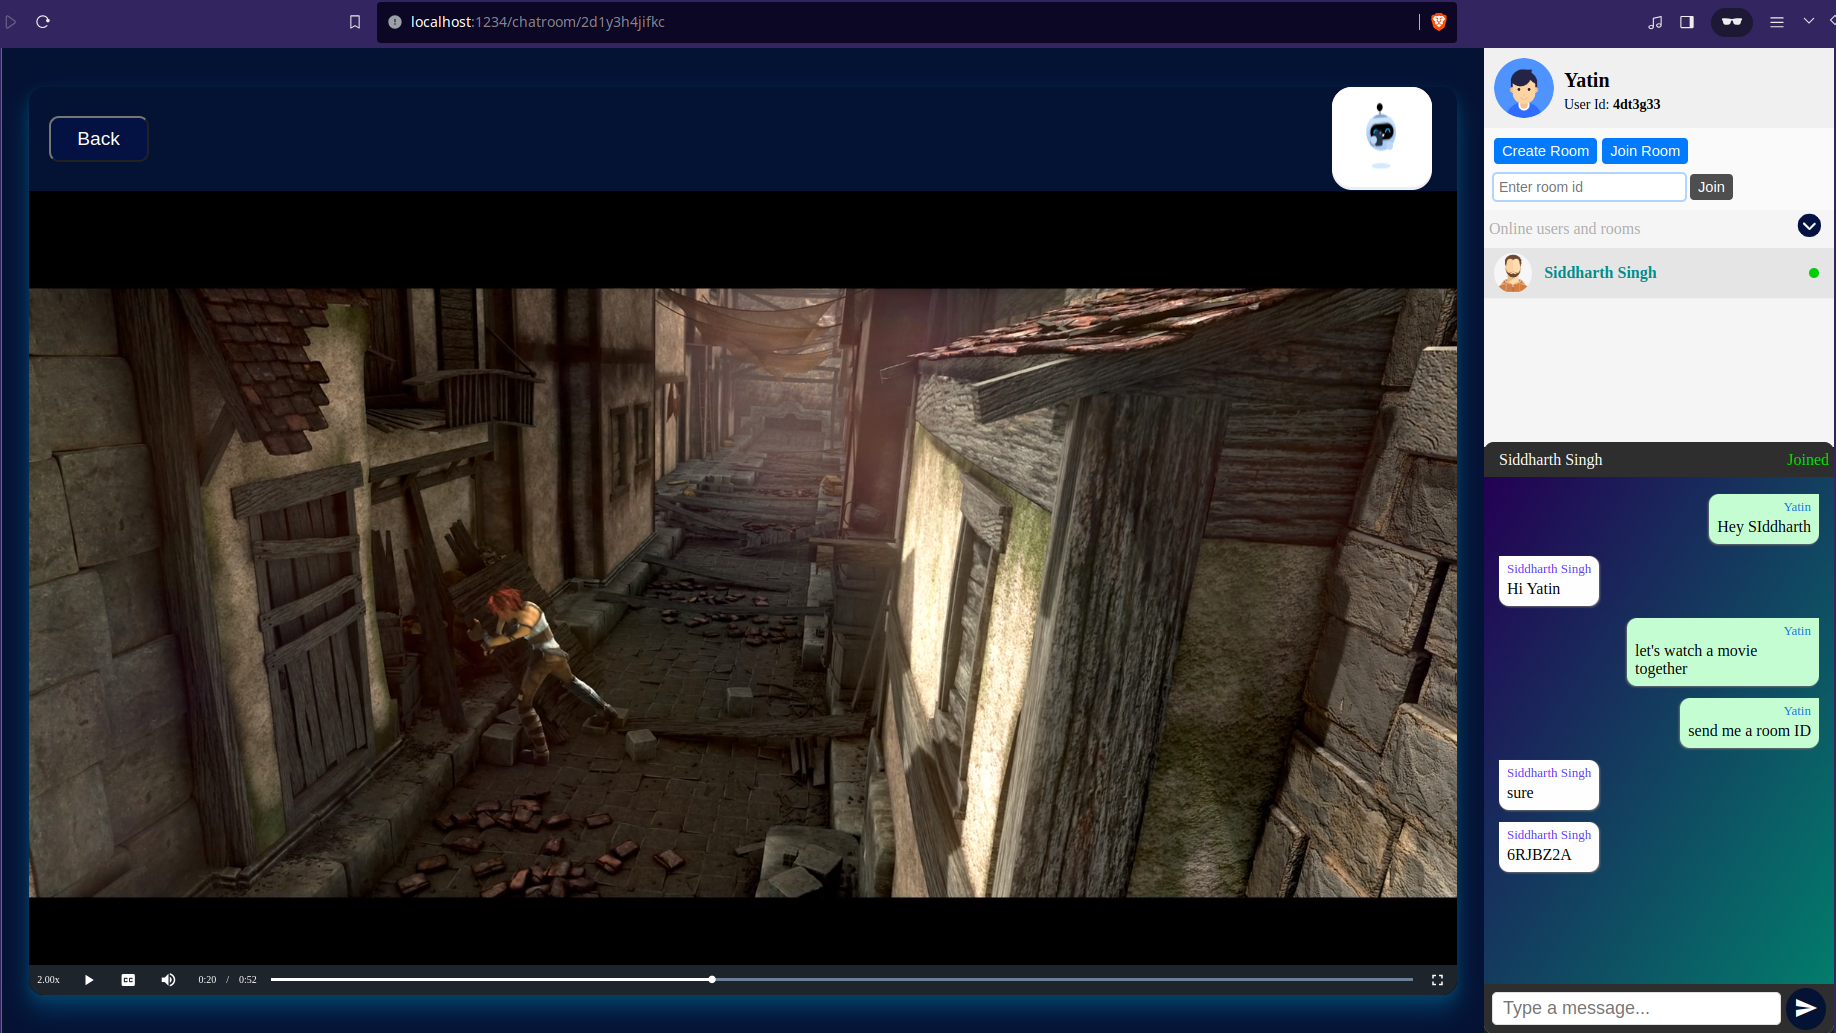 localhost:1234/chatroom/2d1y3h4jifkc
Back
2.00x
CC
0:20 / 0:52
Yatin
User Id: 4dt3g33
Create Room Join Room
Enter room id Join
Online users and rooms
Siddharth Singh
Siddharth Singh Joined
Yatin
Hey SIddharth
Siddharth Singh
Hi Yatin
Yatin
let's watch a movie
together
Yatin
send me a room ID
Siddharth Singh
sure
Siddharth Singh
6RJBZ2A
Type a message...